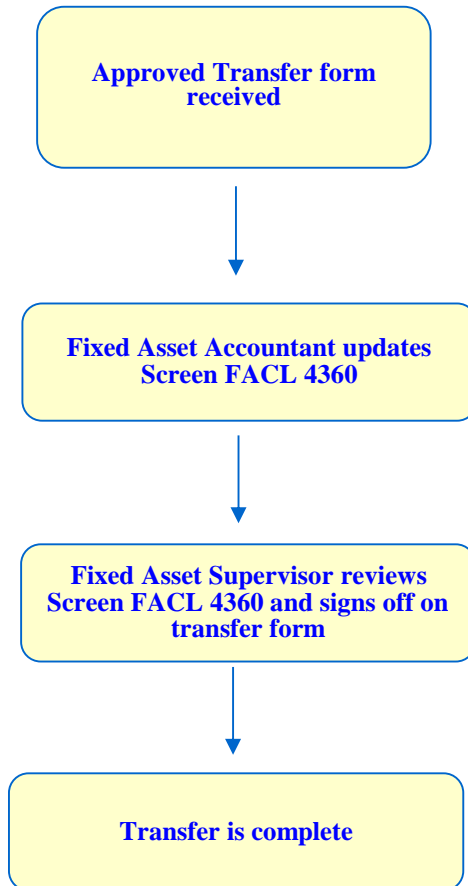 Approved Transfer form
received
Fixed Asset Accountant updates
Screen FACL 4360
Fixed Asset Supervisor reviews
Screen FACL 4360 and signs off on
transfer form
Transfer is complete